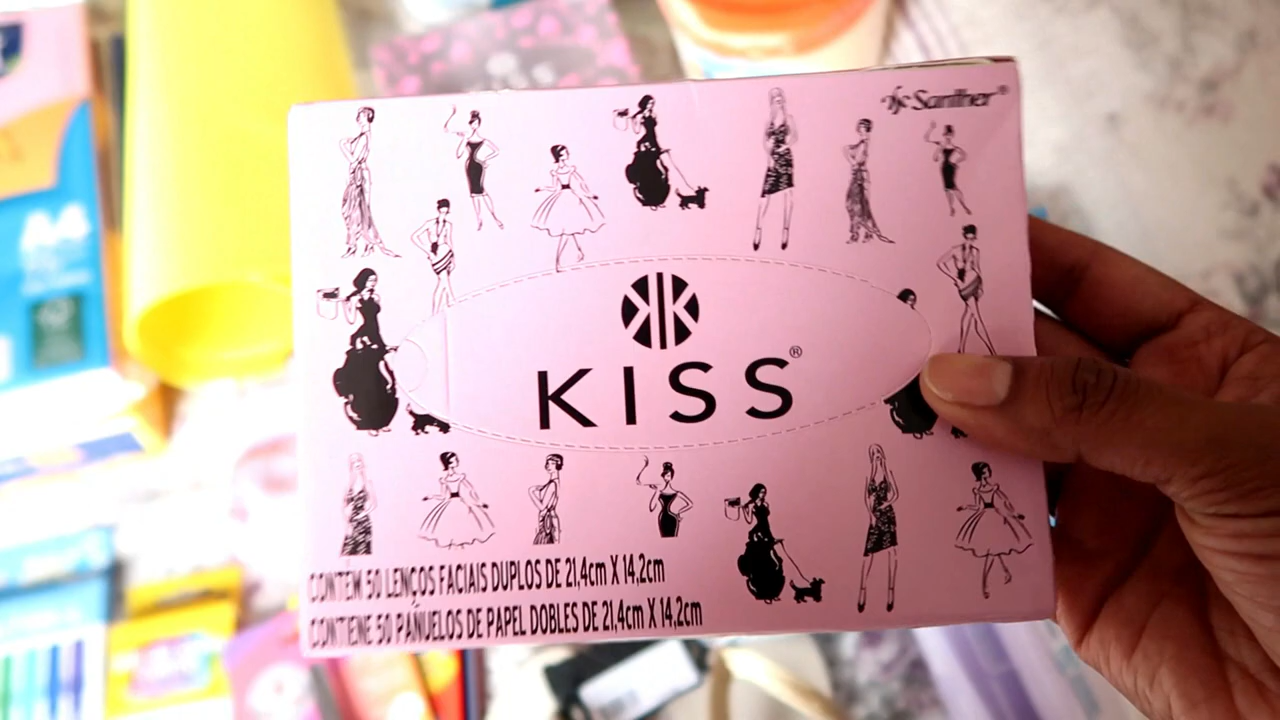 Santher®
KISS®
CONTÉM 50 LENÇOS FACIAIS DUPLOS DE 21,4cm X 14,2cm
CONTIENE 50 PAÑUELOS DE PAPEL DOBLES DE 21,4cm X 14,2cm